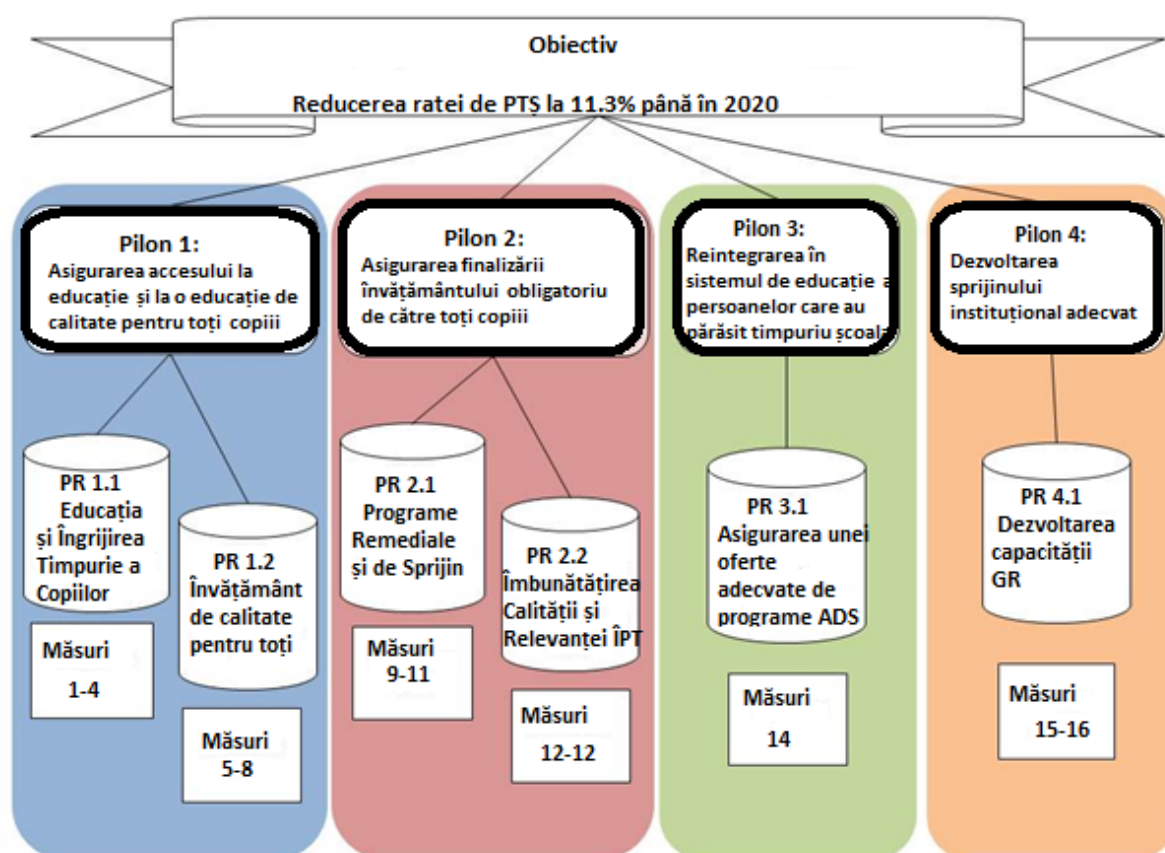 Obiectiv
Reducerea ratei de PTȘ la 11.3% până în 2020
Pilon 1:
Asigurarea accesului la
educație și la o educație de
calitate pentru toți copiii
Pilon 2:
Asigurarea finalizării
învățământului obligatoriu
de către toți copiii
Pilon 3:
Reintegrarea în
sistemul de educație a
persoanelor care au
părăsit timpuriu școala
Pilon 4:
Dezvoltarea
sprijinului
instituțional adecvat
PR 1.1
Educația
și Îngrijirea
Timpurie a
Copiilor
Măsuri
1-4
PR 1.2
Învățământ
de calitate
pentru toți
Măsuri
5-8
PR 2.1
Programe
Remediale
și de Sprijin
Măsuri
9-11
PR 2.2
Îmbunătățirea
Calității și
Relevanței ÎPT
Măsuri
12-12
PR 3.1
Asigurarea unei
oferte
adecvate de
programe ADS
Măsuri
14
PR 4.1
Dezvoltarea
capacității
GR
Măsuri
15-16